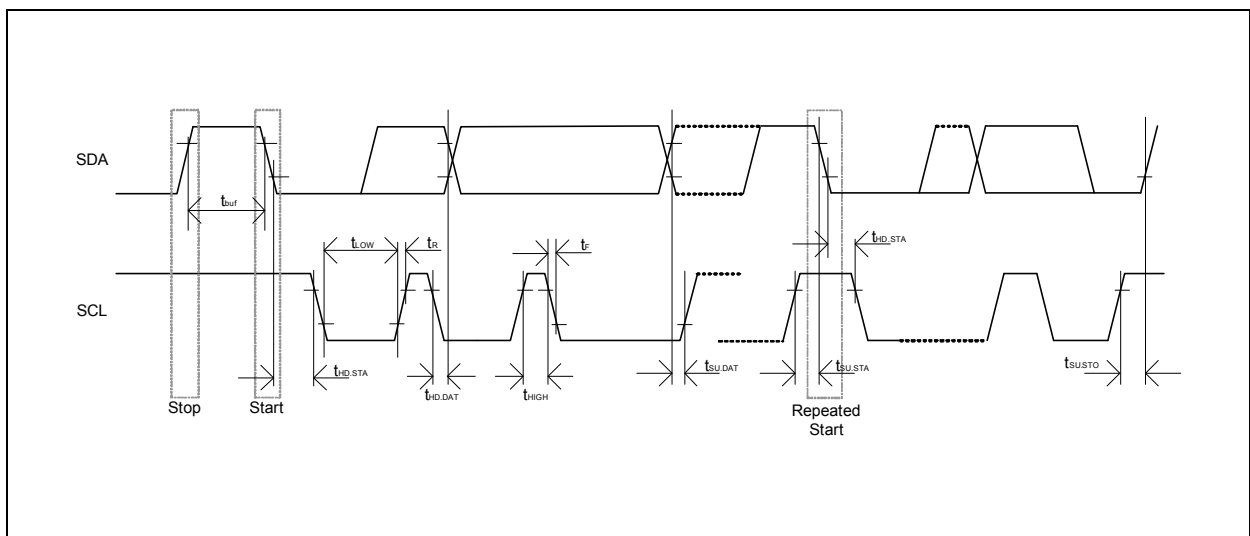 SDA
tbuf
tLOW
tR
tF
tHD.STA
SCL
tHD.STA
tHD.DAT
tHIGH
tSU.DAT
tSU.STA
tSU.STO
Stop
Start
Repeated
Start